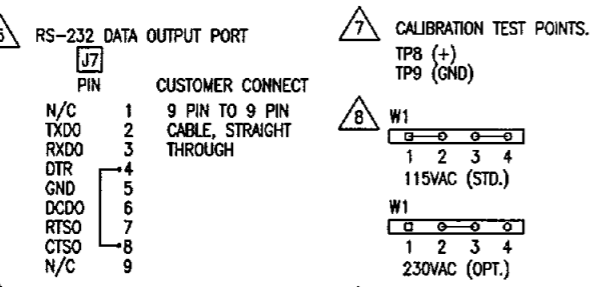 RS-232 DATA OUTPUT PORT
J7
PIN CUSTOMER CONNECT
N/C 1 9 PIN TO 9 PIN
TXDO 2 CABLE, STRAIGHT
RXDO 3 THROUGH
DTR 4
GND 5
DCDO 6
RTSO 7
CTSO 8
N/C 9
7 CALIBRATION TEST POINTS.
TP8 (+)
TP9 (GND)
8 W1
1 2 3 4
115VAC (STD.)
W1
1 2 3 4
230VAC (OPT.)